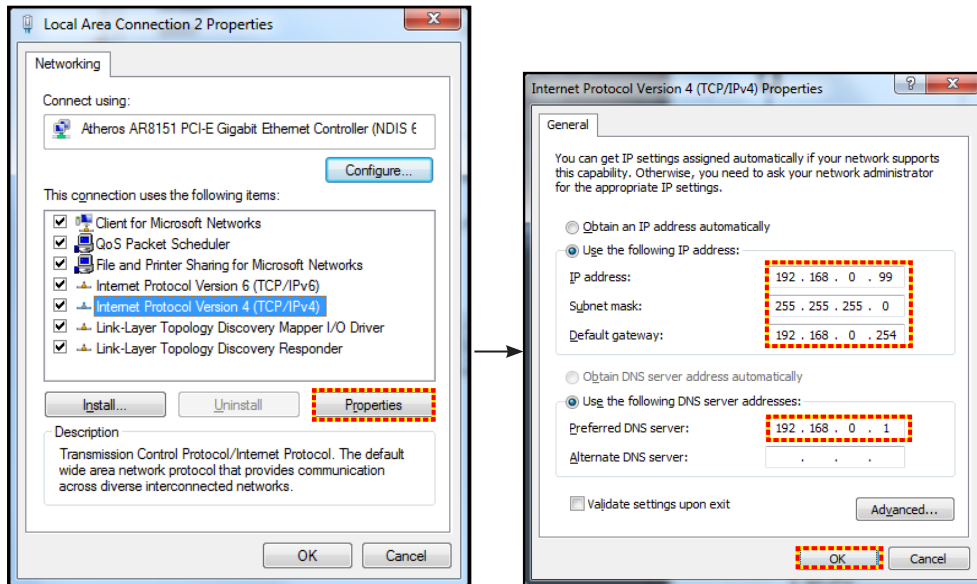 Local Area Connection 2 Properties
Networking
Connect using:
Atheros AR8151 PCI-E Gigabit Ethernet Controller (NDIS 6
Configure...
This connection uses the following items:
Client for Microsoft Networks
QoS Packet Scheduler
File and Printer Sharing for Microsoft Networks
Internet Protocol Version 6 (TCP/IPv6)
Internet Protocol Version 4 (TCP/IPv4)
Link-Layer Topology Discovery Mapper I/O Driver
Link-Layer Topology Discovery Responder
Install...
Uninstall
Properties
Description
Transmission Control Protocol/Internet Protocol. The default
wide area network protocol that provides communication
across diverse interconnected networks.
OK
Cancel
Internet Protocol Version 4 (TCP/IPv4) Properties
General
You can get IP settings assigned automatically if your network supports
this capability. Otherwise, you need to ask your network administrator
for the appropriate IP settings.
Obtain an IP address automatically
Use the following IP address:
IP address: 192 . 168 . 0 . 99
Subnet mask: 255 . 255 . 255 . 0
Default gateway: 192 . 168 . 0 . 254
Obtain DNS server address automatically
Use the following DNS server addresses:
Preferred DNS server: 192 . 168 . 0 . 1
Alternate DNS server: . . .
Validate settings upon exit
Advanced...
OK
Cancel